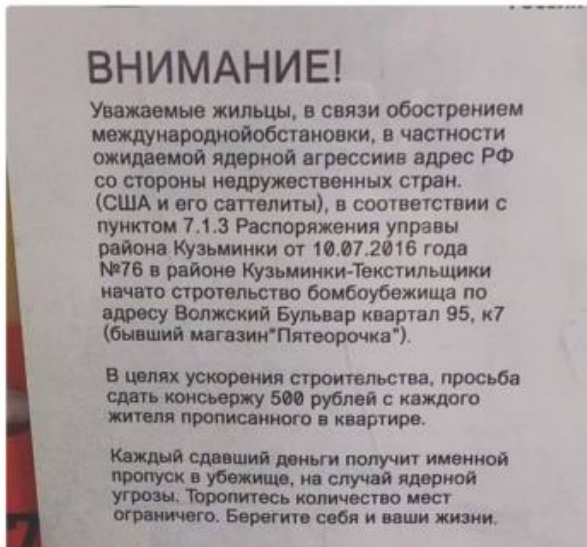 ВНИМАНИЕ!
Уважаемые жильцы, в связи обострением
международнойобстановки, в частности
ожидаемой ядерной агрессиив адрес РФ
со стороны недружественных стран.
(США и его саттелиты), в соответствии с
пунктом 7.1.3 Распоряжения управы
района Кузьминки от 10.07.2016 года
№76 в районе Кузьминки-Текстильщики
начато стротельство бомбоубежища по
адресу Волжский Бульвар квартал 95, к7
(бывший магазин"Пятеорочка").
В целях ускорения строительства, просьба
сдать консьержу 500 рублей с каждого
жителя прописанного в квартире.
Каждый сдавший деньги получит именной
пропуск в убежище, на случай ядерной
угрозы. Торопитесь количество мест
ограничего. Берегите себя и ваши жизни.